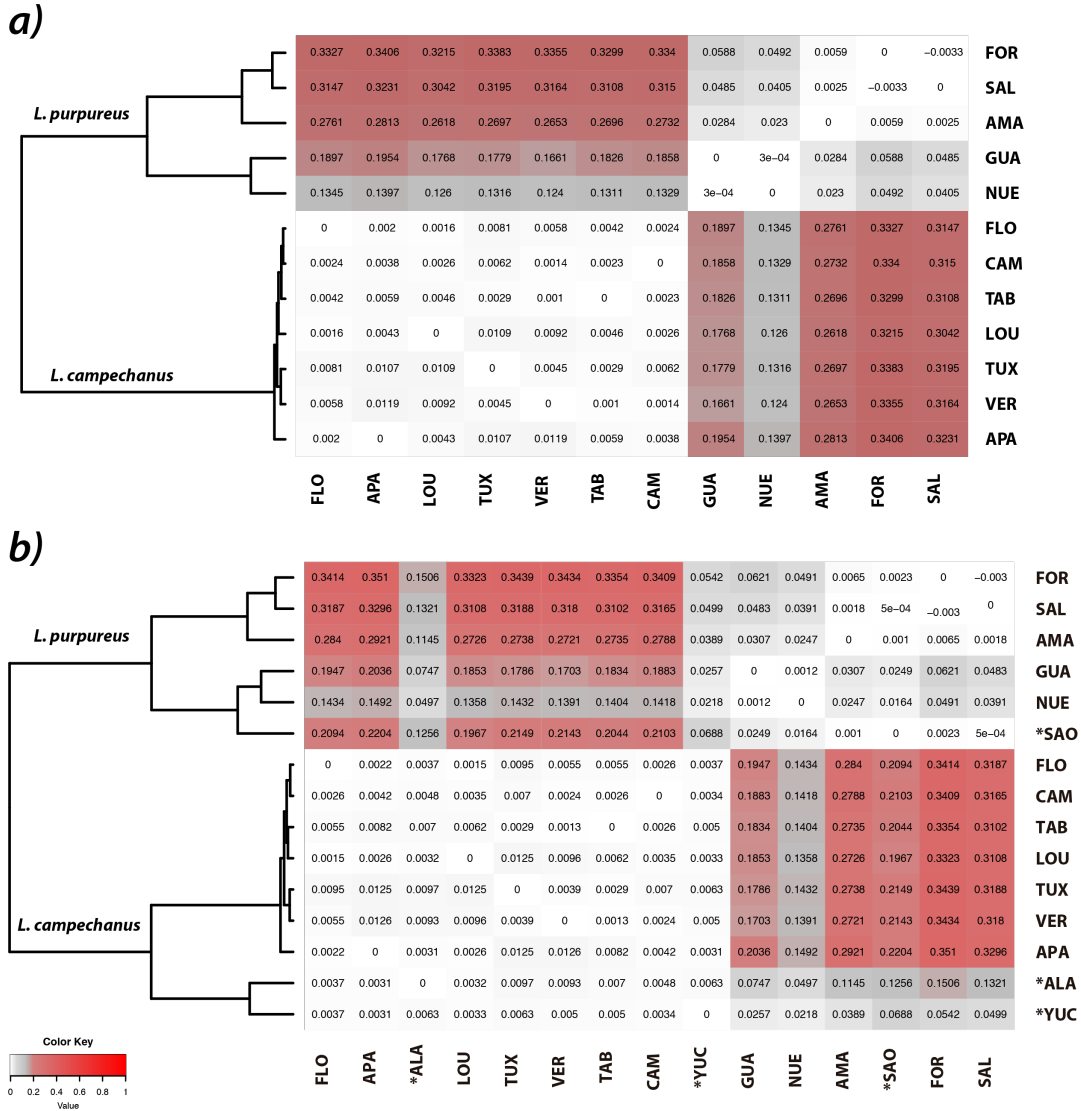 a)
L. purpureus
L. campechanus
0.3327 0.3406 0.3215 0.3383 0.3355 0.3299 0.334 0.0588 0.0492 0.0059 0 −0.0033 FOR
0.3147 0.3231 0.3042 0.3195 0.3164 0.3108 0.315 0.0485 0.0405 0.0025 −0.0033 0 SAL
0.2761 0.2813 0.2618 0.2697 0.2653 0.2696 0.2732 0.0284 0.023 0 0.0059 0.0025 AMA
0.1897 0.1954 0.1768 0.1779 0.1661 0.1826 0.1858 0 3e−04 0.0284 0.0588 0.0485 GUA
0.1345 0.1397 0.126 0.1316 0.124 0.1311 0.1329 3e−04 0 0.023 0.0492 0.0405 NUE
0 0.002 0.0016 0.0081 0.0058 0.0042 0.0024 0.1897 0.1345 0.2761 0.3327 0.3147 FLO
0.0024 0.0038 0.0026 0.0062 0.0014 0.0023 0 0.1858 0.1329 0.2732 0.334 0.315 CAM
0.0042 0.0059 0.0046 0.0029 0.001 0 0.0023 0.1826 0.1311 0.2696 0.3299 0.3108 TAB
0.0016 0.0043 0 0.0109 0.0092 0.0046 0.0026 0.1768 0.126 0.2618 0.3215 0.3042 LOU
0.0081 0.0107 0.0109 0 0.0045 0.0029 0.0062 0.1779 0.1316 0.2697 0.3383 0.3195 TUX
0.0058 0.0119 0.0092 0.0045 0 0.001 0.0014 0.1661 0.124 0.2653 0.3355 0.3164 VER
0.002 0 0.0043 0.0107 0.0119 0.0059 0.0038 0.1954 0.1397 0.2813 0.3406 0.3231 APA
FLO APA LOU TUX VER TAB CAM GUA NUE AMA FOR SAL
b)
L. purpureus
L. campechanus
0.3414 0.351 0.1506 0.3323 0.3439 0.3434 0.3354 0.3409 0.0542 0.0621 0.0491 0.0065 0.0023 0 −0.003 FOR
0.3187 0.3296 0.1321 0.3108 0.3188 0.318 0.3102 0.3165 0.0499 0.0483 0.0391 0.0018 5e−04 −0.003 0 SAL
0.284 0.2921 0.1145 0.2726 0.2738 0.2721 0.2735 0.2788 0.0389 0.0307 0.0247 0 0.001 0.0065 0.0018 AMA
0.1947 0.2036 0.0747 0.1853 0.1786 0.1703 0.1834 0.1883 0.0257 0 0.0012 0.0307 0.0249 0.0621 0.0483 GUA
0.1434 0.1492 0.0497 0.1358 0.1432 0.1391 0.1404 0.1418 0.0218 0.0012 0 0.0247 0.0164 0.0491 0.0391 NUE
0.2094 0.2204 0.1256 0.1967 0.2149 0.2143 0.2044 0.2103 0.0688 0.0249 0.0164 0.001 0 0.0023 5e−04 *SAO
0 0.0022 0.0037 0.0015 0.0095 0.0055 0.0055 0.0026 0.0037 0.1947 0.1434 0.284 0.2094 0.3414 0.3187 FLO
0.0026 0.0042 0.0048 0.0035 0.007 0.0024 0.0026 0 0.0034 0.1883 0.1418 0.2788 0.2103 0.3409 0.3165 CAM
0.0055 0.0082 0.007 0.0062 0.0029 0.0013 0 0.0026 0.005 0.1834 0.1404 0.2735 0.2044 0.3354 0.3102 TAB
0.0015 0.0026 0.0032 0 0.0125 0.0096 0.0062 0.0035 0.0033 0.1853 0.1358 0.2726 0.1967 0.3323 0.3108 LOU
0.0095 0.0125 0.0097 0.0125 0 0.0039 0.0029 0.007 0.0063 0.1786 0.1432 0.2738 0.2149 0.3439 0.3188 TUX
0.0055 0.0126 0.0093 0.0096 0.0039 0 0.0013 0.0024 0.005 0.1703 0.1391 0.2721 0.2143 0.3434 0.318 VER
0.0022 0 0.0031 0.0026 0.0125 0.0126 0.0082 0.0042 0.0031 0.2036 0.1492 0.2921 0.2204 0.351 0.3296 APA
0.0037 0.0031 0 0.0032 0.0097 0.0093 0.007 0.0048 0.0063 0.0747 0.0497 0.1145 0.1256 0.1506 0.1321 *ALA
0.0037 0.0031 0.0063 0.0033 0.0063 0.005 0.005 0.0034 0 0.0257 0.0218 0.0389 0.0688 0.0542 0.0499 *YUC
FLO APA *ALA LOU TUX VER TAB CAM *YUC GUA NUE AMA *SAO FOR SAL
Color Key
0 0.2 0.4 0.6 0.8 1
Value